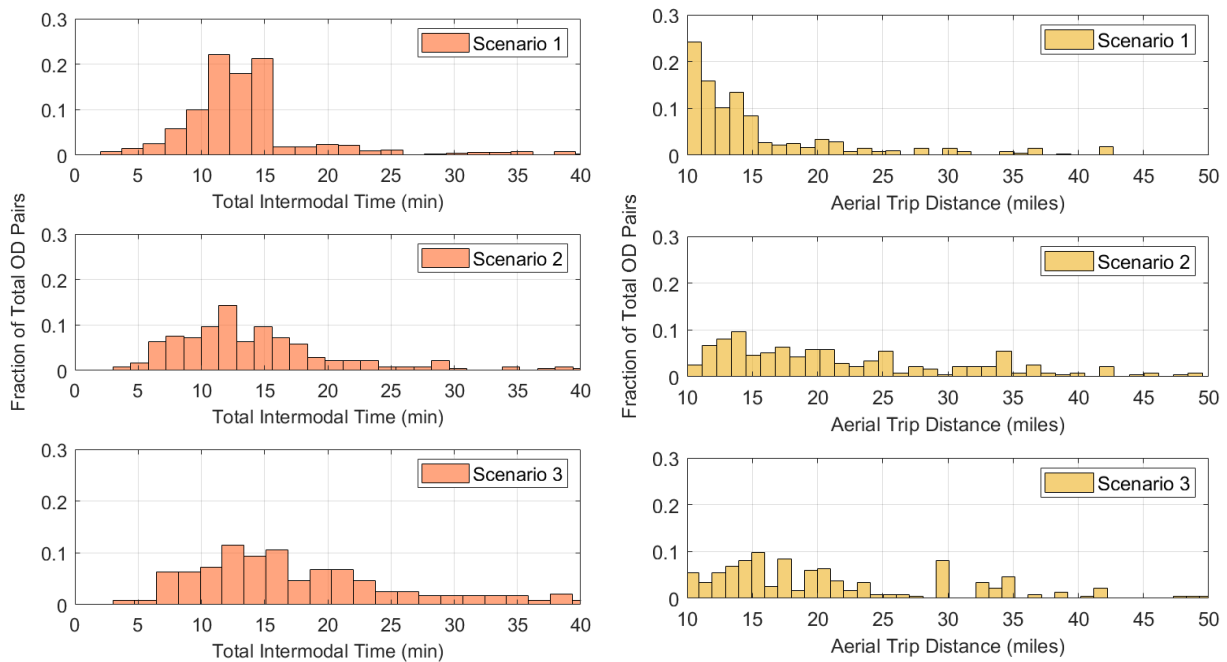 0.3
0.2
0.1
0
Scenario 1
0 5 10 15 20 25 30 35 40
Total Intermodal Time (min)
0.3
0.2
0.1
0
Scenario 1
10 15 20 25 30 35 40 45 50
Aerial Trip Distance (miles)
Fraction of Total OD Pairs
0.3
0.2
0.1
0
Scenario 2
0 5 10 15 20 25 30 35 40
Total Intermodal Time (min)
Fraction of Total OD Pairs
0.3
0.2
0.1
0
Scenario 2
10 15 20 25 30 35 40 45 50
Aerial Trip Distance (miles)
0.3
0.2
0.1
0
Scenario 3
0 5 10 15 20 25 30 35 40
Total Intermodal Time (min)
0.3
0.2
0.1
0
Scenario 3
10 15 20 25 30 35 40 45 50
Aerial Trip Distance (miles)